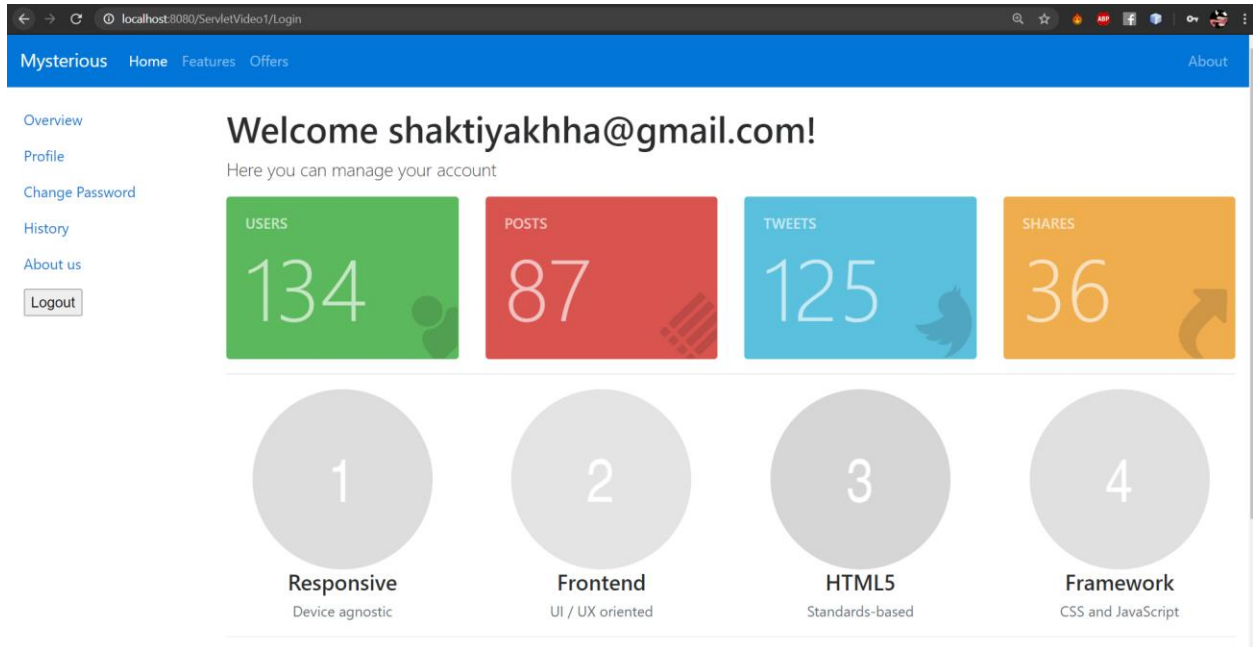 localhost:8080/ServletVideo1/Login
ABP
Mysterious Home Features Offers About
Overview
Profile
Change Password
History
About us
Logout
Welcome shaktiyakhha@gmail.com!
Here you can manage your account
USERS
134
POSTS
87
TWEETS
125
SHARES
36
1
Responsive
Device agnostic
2
Frontend
UI / UX oriented
3
HTML5
Standards-based
4
Framework
CSS and JavaScript